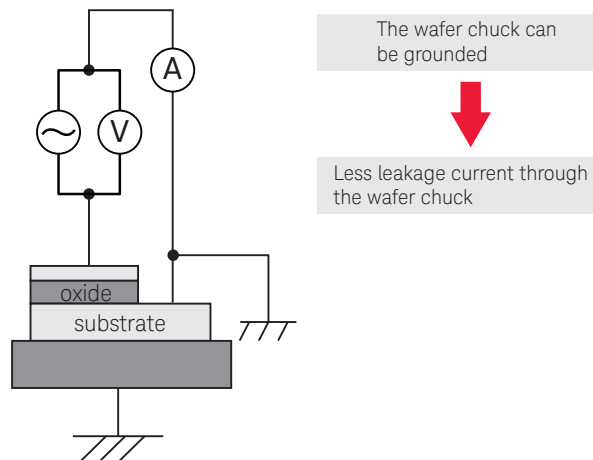 The wafer chuck can
be grounded
A
V
Less leakage current through
the wafer chuck
oxide
substrate